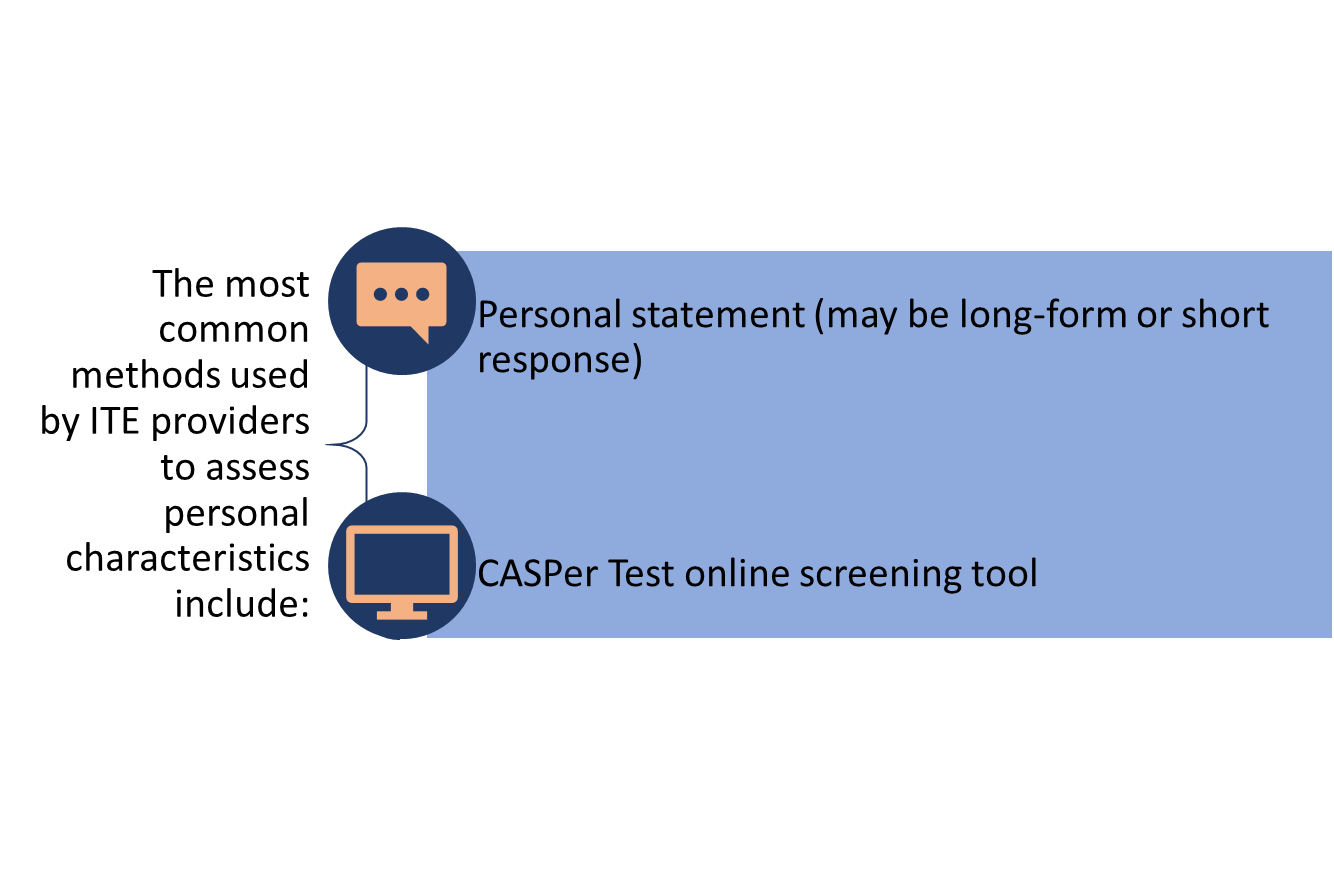 The most
common
methods used
by ITE providers
to assess
personal
characteristics
include:
Personal statement (may be long-form or short
response)
CASPer Test online screening tool